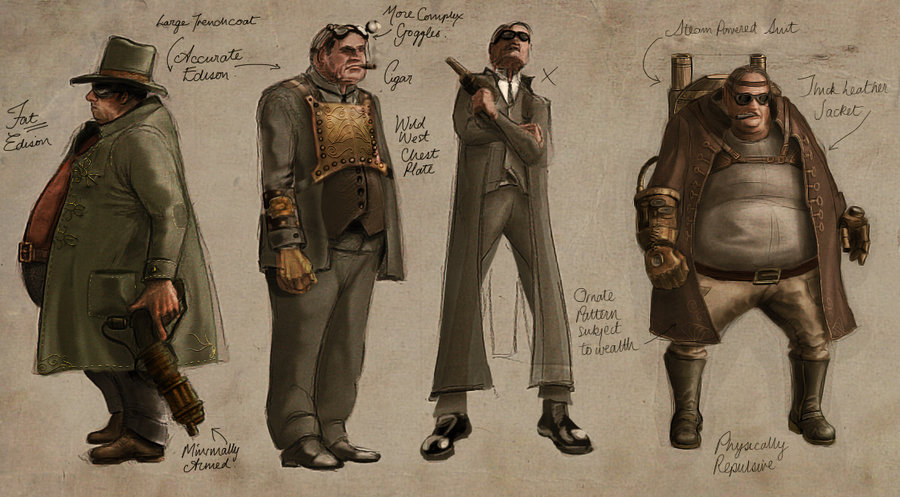 Large Trenchcoat
Accurate
Edison
Fat
Edison
Minimally
Armed
More Complex
Goggles.
Cigar
Wild
West
Chest
Plate
X
Ornate
Pattern
subject
to wealth
Steam Powered Suit
Thick Leather
Jacket
Physically
Repulsive